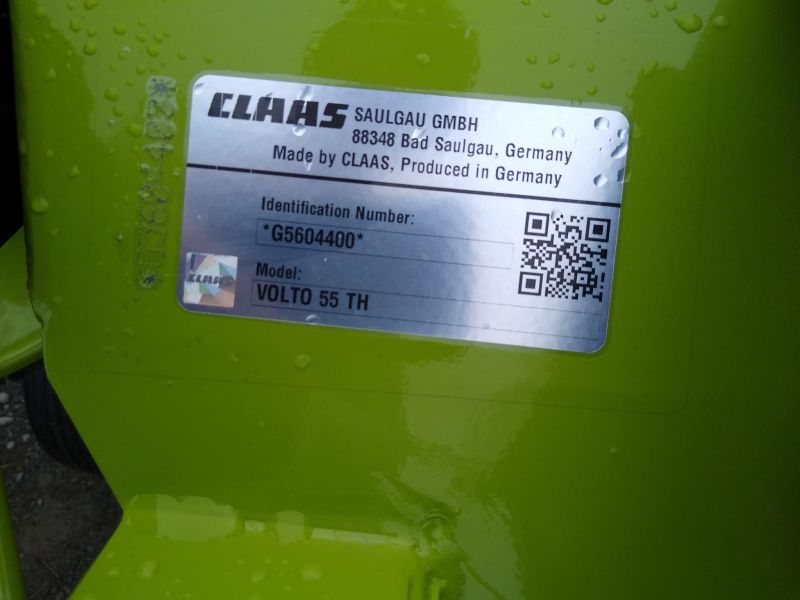 CLAAS SAULGAU GMBH
88348 Bad Saulgau, Germany
Made by CLAAS, Produced in Germany
Identification Number:
*G5604400*
Model:
VOLTO 55 TH
CLAAS